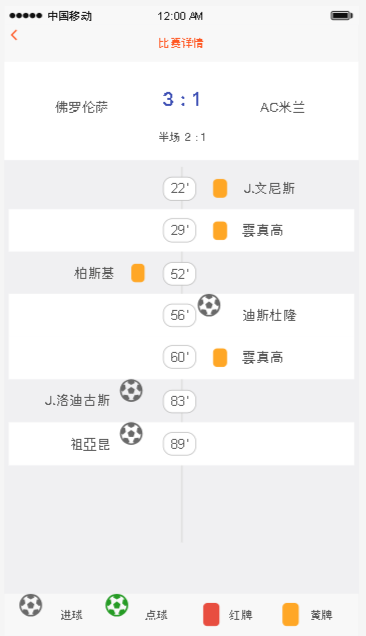 中国移动 12:00 AM
比赛详情
佛罗伦萨 3 : 1 AC米兰
半场 2 : 1
22' J.文尼斯
29' 雲真高
柏斯基 52'
56' 迪斯杜隆
60' 雲真高
J.洛迪古斯 83'
祖亞昆 89'
进球 点球 红牌 黄牌